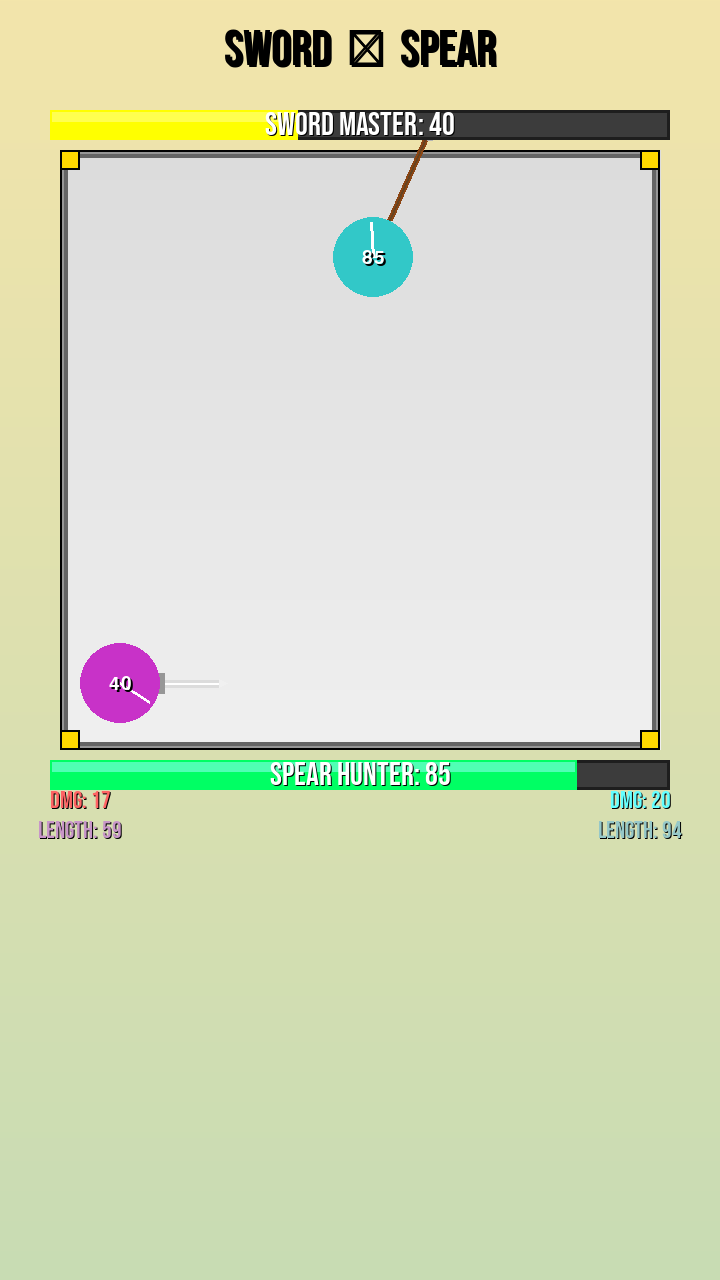 SWORD SPEAR
SWORD MASTER: 40
85
40
SPEAR HUNTER: 85
DMG: 17
DMG: 20
LENGTH: 59
LENGTH: 94